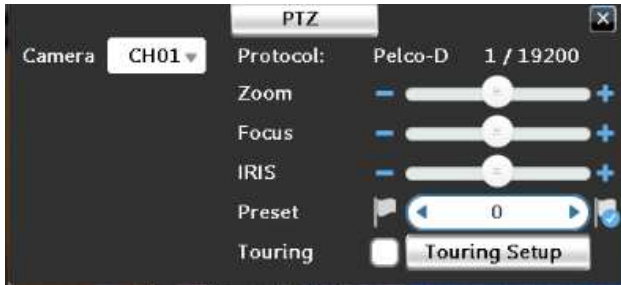 PTZ
Camera CH01 Protocol: Pelco-D 1 / 19200
Zoom
Focus
IRIS
Preset 0
Touring Touring Setup